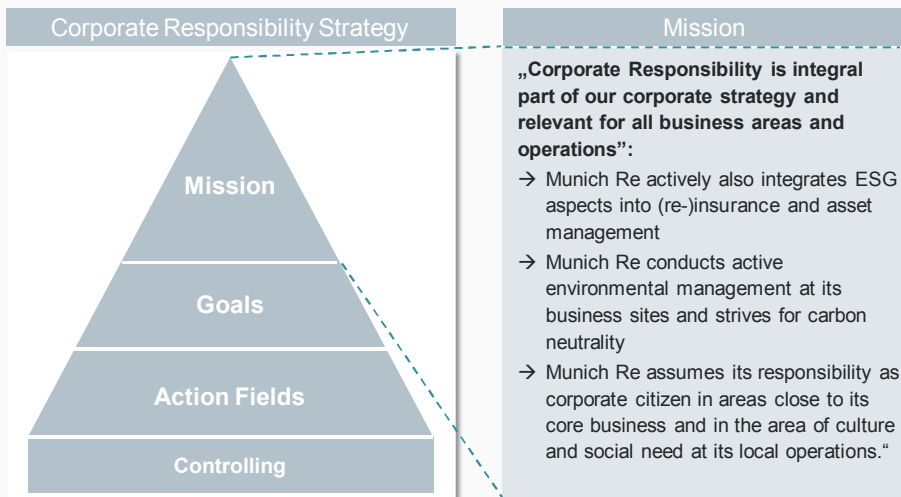 Corporate Responsibility Strategy
Mission
Goals
Action Fields
Controlling
Mission
„Corporate Responsibility is integral
part of our corporate strategy and
relevant for all business areas and
operations”:
→ Munich Re actively also integrates ESG
aspects into (re-)insurance and asset
management
→ Munich Re conducts active
environmental management at its
business sites and strives for carbon
neutrality
→ Munich Re assumes its responsibility as
corporate citizen in areas close to its
core business and in the area of culture
and social need at its local operations.“